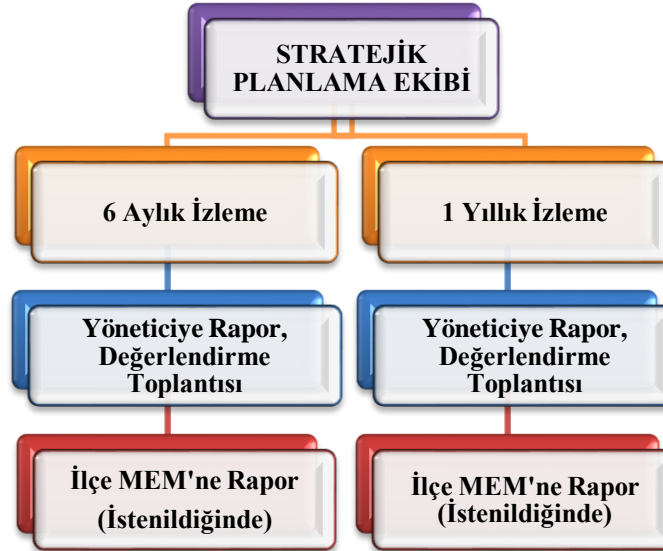 STRATEJİK
PLANLAMA EKİBİ
6 Aylık İzleme
1 Yıllık İzleme
Yöneticiye Rapor,
Değerlendirme
Toplantısı
Yöneticiye Rapor,
Değerlendirme
Toplantısı
İlçe MEM'ne Rapor
(İstenildiğinde)
İlçe MEM'ne Rapor
(İstenildiğinde)